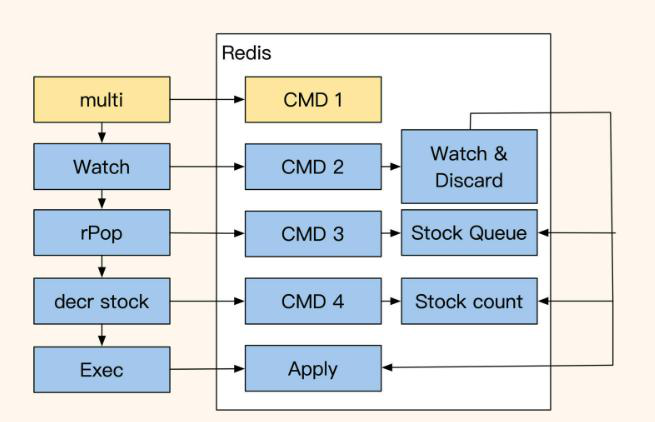 Redis
multi
CMD 1
Watch
CMD 2
Watch &
Discard
rPop
CMD 3
Stock Queue
decr stock
CMD 4
Stock count
Exec
Apply